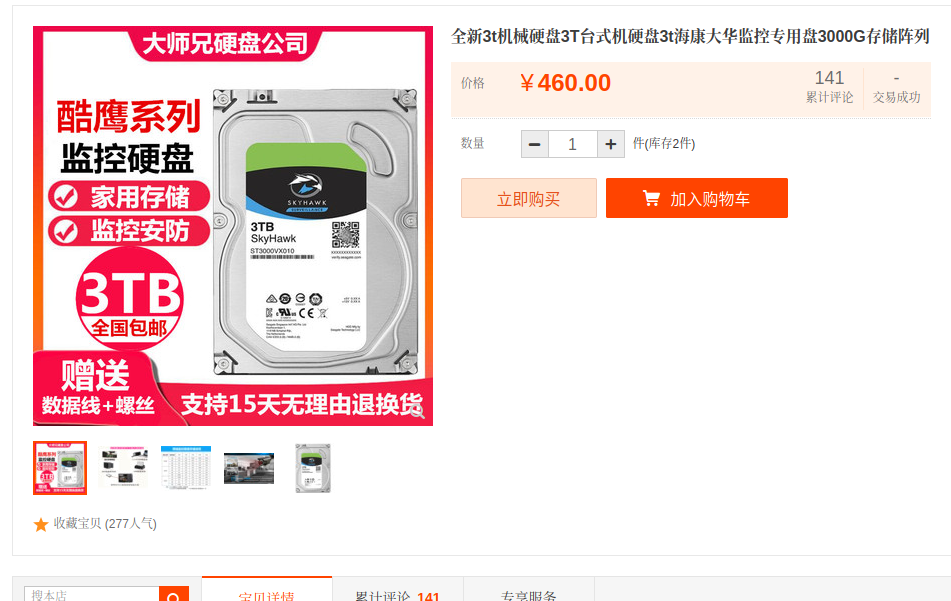 大师兄硬盘公司
酷鹰系列
监控硬盘
家用存储
监控安防
3TB
全国包邮
赠送
数据线+螺丝
支持15天无理由退换货
SKYHAWK
3TB
SkyHawk
ST3000VX010
全新3t机械硬盘3T台式机硬盘3t海康大华监控专用盘3000G存储阵列
价格
¥460.00
141
累计评论
-
交易成功
数量
1
件(库存2件)
立即购买
加入购物车
收藏宝贝 (277人气)
搜本店
宝贝详情
累计评论 141
专享服务